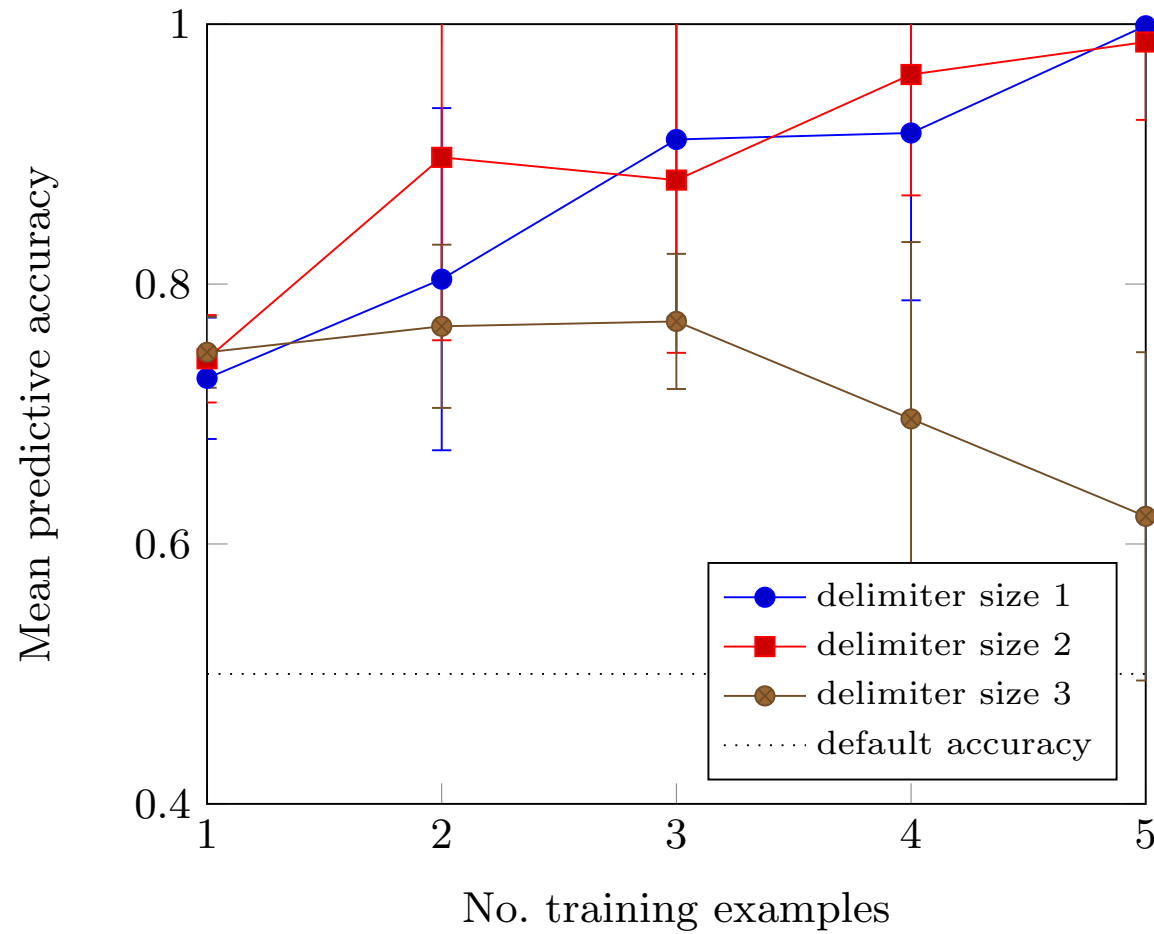 1
0.8
0.6
0.4
Mean predictive accuracy
delimiter size 1
delimiter size 2
delimiter size 3
default accuracy
1 2 3 4 5
No. training examples